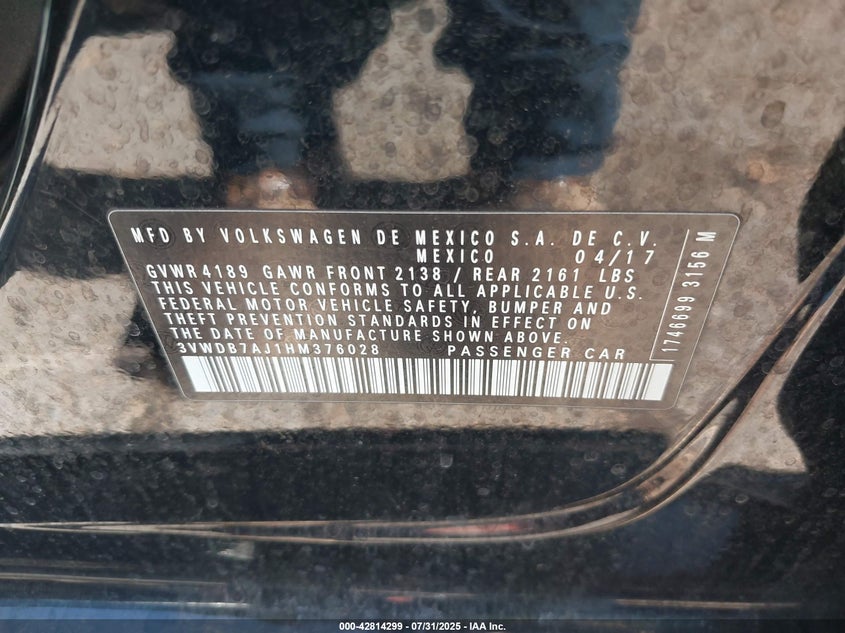 MFD BY VOLKSWAGEN DE MEXICO S.A. DE C.V.
MEXICO 04/17
GVWR 4189 GAWR FRONT 2138 / REAR 2161 LBS
THIS VEHICLE CONFORMS TO ALL APPLICABLE U.S.
FEDERAL MOTOR VEHICLE SAFETY, BUMPER AND
THEFT PREVENTION STANDARDS IN EFFECT ON
THE DATE OF MANUFACTURE SHOWN ABOVE.
3VWDB7AJ1HM376028 PASSENGER CAR
1746699 3156 M
000-42814299 - 07/31/2025 - IAA Inc.